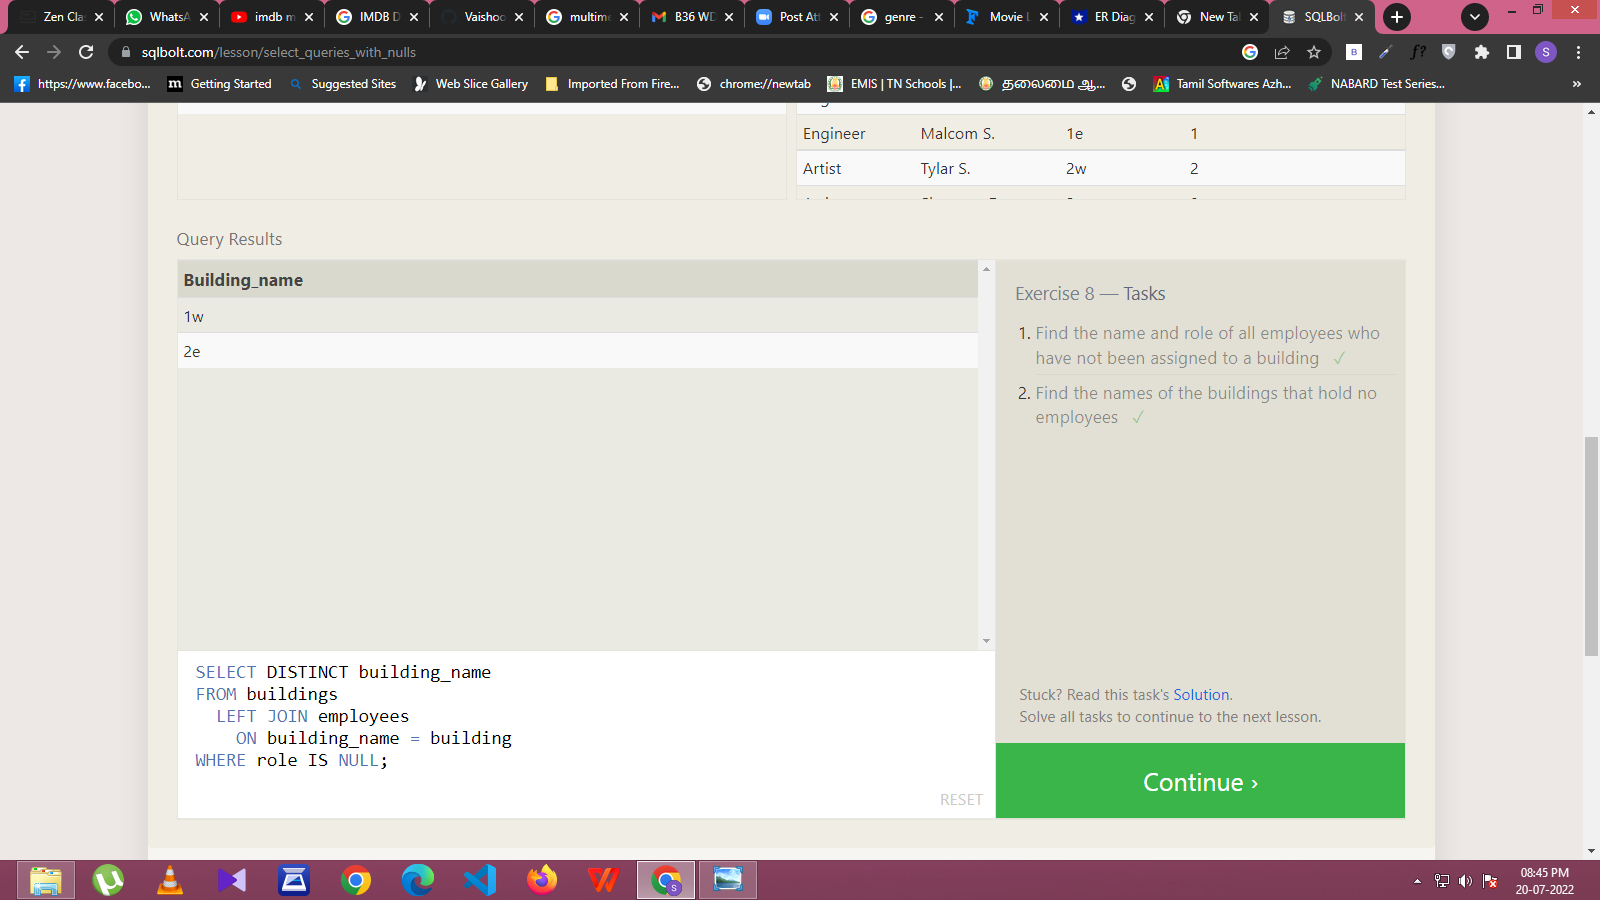 Zen Cla
WhatsA
imdb m
IMDB D
Vaishoo
multime
B36 WD
Post Att
genre -
Movie L
ER Diag
New Tab
SQLBolt
sqlbolt.com/lesson/select_queries_with_nulls
https://www.facebo...
Getting Started
Suggested Sites
Web Slice Gallery
Imported From Fire...
chrome://newtab
EMIS | TN Schools |...
தலைமை ஆ...
Tamil Softwares Azh...
NABARD Test Series...
»
Engineer Malcom S. 1e 1
Artist Tylar S. 2w 2
Query Results
Building_name
1w
2e
Exercise 8 — Tasks
1. Find the name and role of all employees who
have not been assigned to a building ✓
2. Find the names of the buildings that hold no
employees ✓
SELECT DISTINCT building_name
FROM buildings
LEFT JOIN employees
ON building_name = building
WHERE role IS NULL;
RESET
Stuck? Read this task's Solution.
Solve all tasks to continue to the next lesson.
Continue ›
08:45 PM
20-07-2022